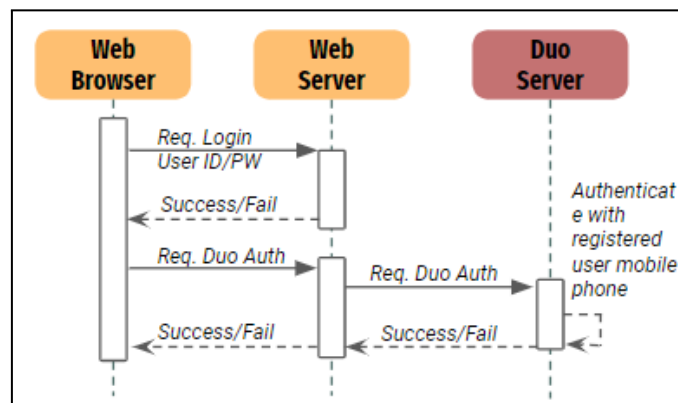 Web
Browser
Web
Server
Duo
Server
Req. Login
User ID/PW
Success/Fail
Authenticat
e with
registered
user mobile
phone
Req. Duo Auth
Req. Duo Auth
Success/Fail
Success/Fail